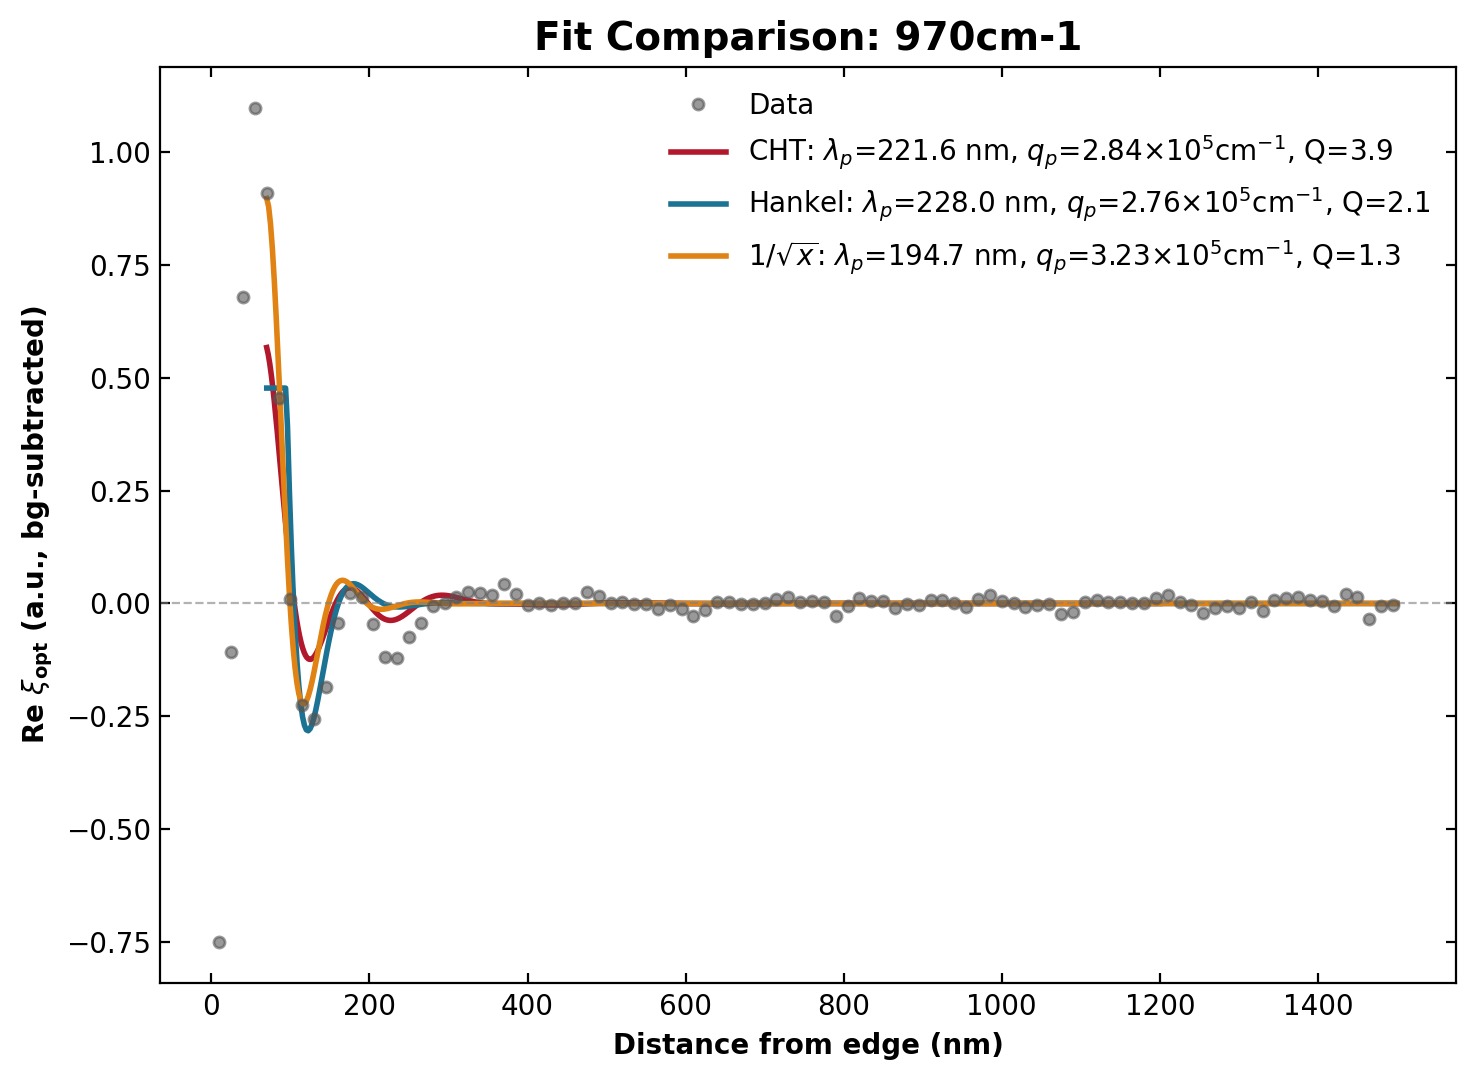 Fit Comparison: 970cm-1
Data
CHT: λₚ=221.6 nm, qₚ=2.84×10⁵cm⁻¹, Q=3.9
Hankel: λₚ=228.0 nm, qₚ=2.76×10⁵cm⁻¹, Q=2.1
1/√x: λₚ=194.7 nm, qₚ=3.23×10⁵cm⁻¹, Q=1.3
Re ξopt (a.u., bg-subtracted)
1.00
0.75
0.50
0.25
0.00
−0.25
−0.50
−0.75
0 200 400 600 800 1000 1200 1400
Distance from edge (nm)